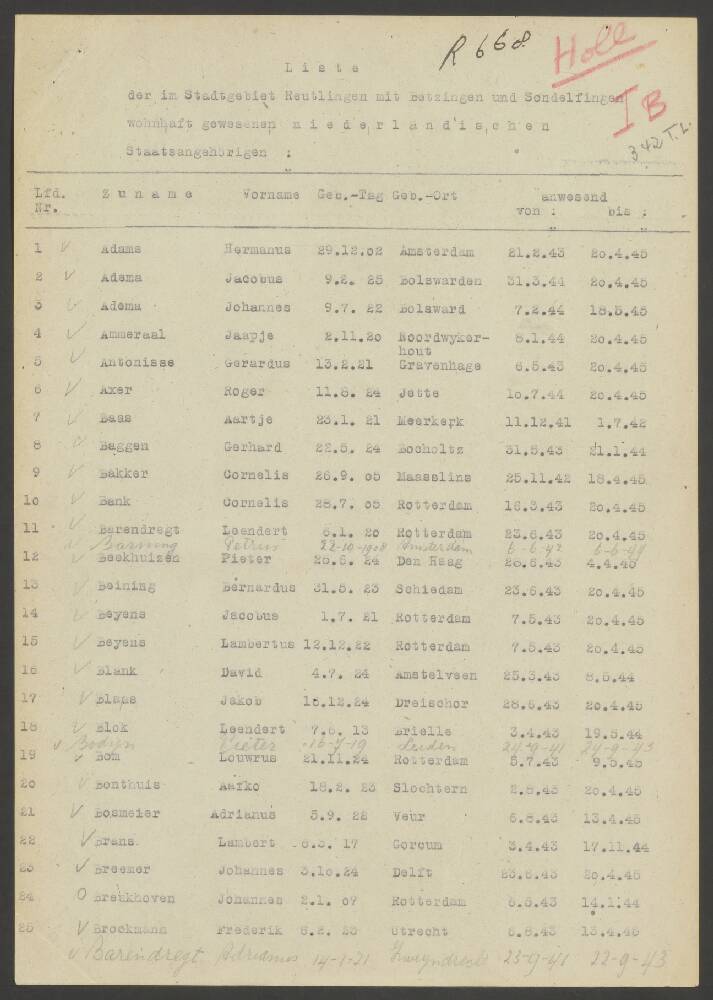 R 668
Holl
I B
342 T.L.
Liste
der im Stadtgebiet Reutlingen mit Betzingen und Sondelfingen
wohnhaft gewesenen niederländischen
Staatsangehörigen :
Lfd. Nr. Zuname Vorname Geb.-Tag Geb.-Ort anwesend
von : bis :
1 Adams Hermanus 29.12.02 Amsterdam 21.2.43 20.4.45
2 Adema Jacobus 9.2. 25 Bolswarden 31.3.44 20.4.45
3 Adema Johannes 9.7. 22 Bolsward 7.2.44 18.5.45
4 Ammeraal Jaapje 2.11.20 Noordwyker-hout 5.1.44 20.4.45
5 Antonisse Gerardus 13.2.21 Gravenhage 6.5.43 20.4.45
6 Axer Roger 11.8. 24 Jette 10.7.44 20.4.45
7 Baas Aartje 23.1. 21 Meerkerk 11.12.41 1.7.42
8 Baggen Gerhard 22.5. 24 Bocholtz 31.5.43 21.1.44
9 Bakker Cornelis 26.9. 05 Maasslins 25.11.42 18.4.45
10 Bank Cornelis 28.7. 05 Rotterdam 16.3.43 20.4.45
11 Barendregt Leendert 6.1. 20 Rotterdam 23.6.43 20.4.45
Barning Petrus 22-10-1908 Amsterdam 6-6-42 6-6-44
12 Beekhuizen Pieter 26.6. 24 Den Haag 26.6.43 4.4.45
13 Beining Bernardus 31.5. 23 Schiedam 23.6.43 20.4.45
14 Beyens Jacobus 1.7. 21 Rotterdam 7.5.43 20.4.45
15 Beyens Lambertus 12.12.22 Rotterdam 7.5.43 20.4.45
16 Blank David 4.7. 24 Amstelveen 25.3.43 8.5.44
17 Blaas Jakob 15.12.24 Dreischor 28.6.43 20.4.45
18 Blok Leendert 7.6. 13 Brielle 3.4.43 19.5.44
Bodijn Pieter 16-7-19 Leiden 24-9-41 24-9-43
19 Bom Louwrus 21.11.24 Rotterdam 5.7.43 9.5.45
20 Bonthuis Aafko 18.2. 23 Slochtern 2.8.43 20.4.45
21 Bosmeier Adrianus 5.9. 22 Veur 6.8.43 13.4.45
22 Brans Lambert 6.3. 17 Gorcum 3.4.43 17.11.44
23 Breemer Johannes 3.10.24 Delft 23.6.43 20.4.45
24 Breukhoven Johannes 2.1. 07 Rotterdam 5.5.43 14.1.44
25 Brockmann Frederik 6.2. 23 Utrecht 6.8.43 13.4.45
Barendregt Adrianus 14-1-21 Zwijndrecht 23-9-41 22-9-43